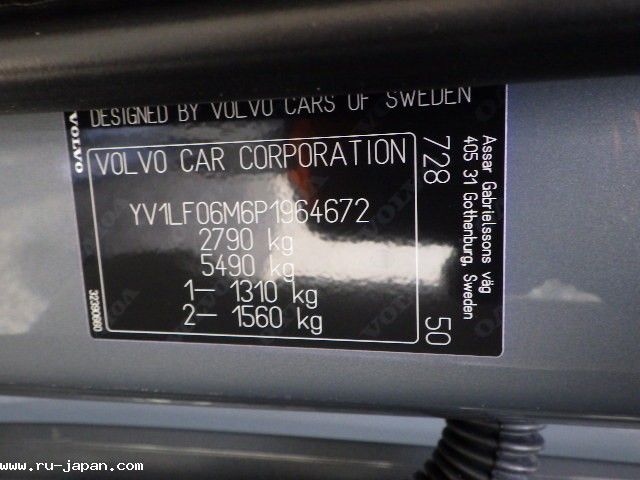 DESIGNED BY VOLVO CARS OF SWEDEN
VOLVO
VOLVO CAR CORPORATION
YV1LF06M6P1964672
2790 kg
5490 kg
1– 1310 kg
2– 1560 kg
32390660
728
50
Assar Gabrielssons väg
405 31 Gothenburg, Sweden
www.ru-japan.com